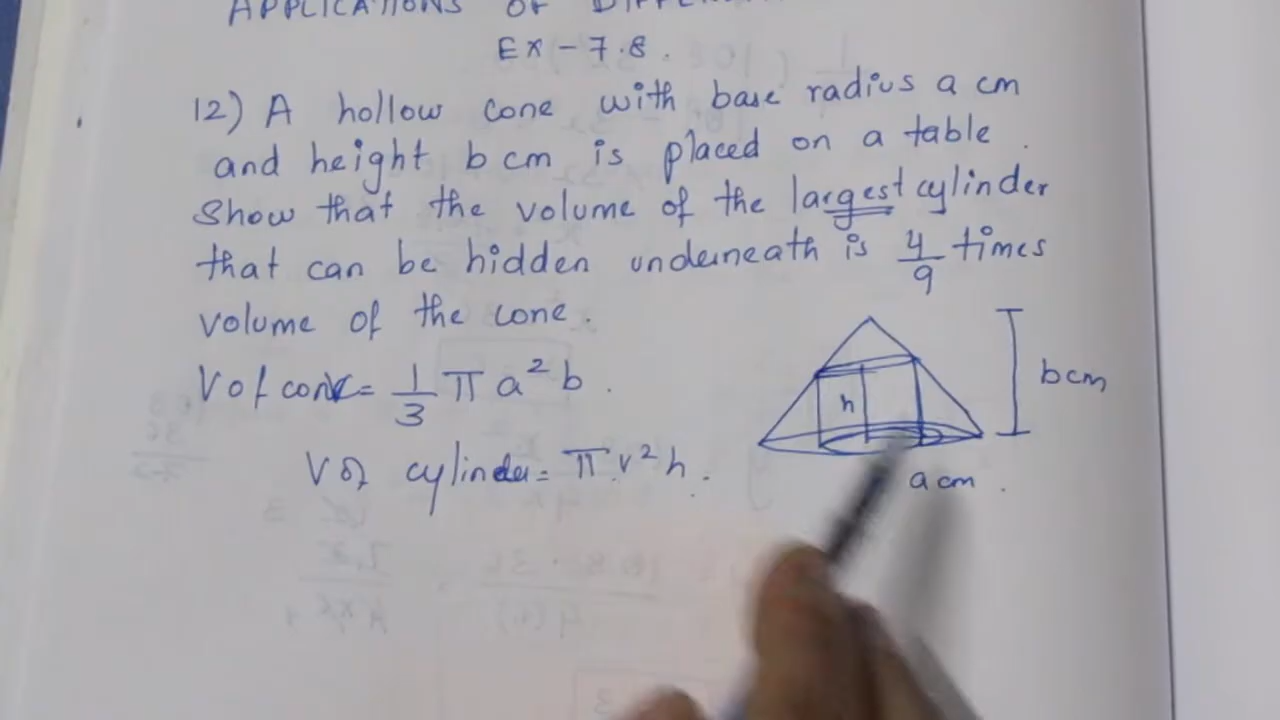 APPLICATIONS OF
Ex - 7.8.
12) A hollow cone with base radius a cm
and height b cm is placed on a table.
Show that the volume of the largest cylinder
that can be hidden underneath is 4/9 times
volume of the cone.
V of cone = 1/3 π a² b.
V of cylinder = π r² h.
h
b cm
a cm.